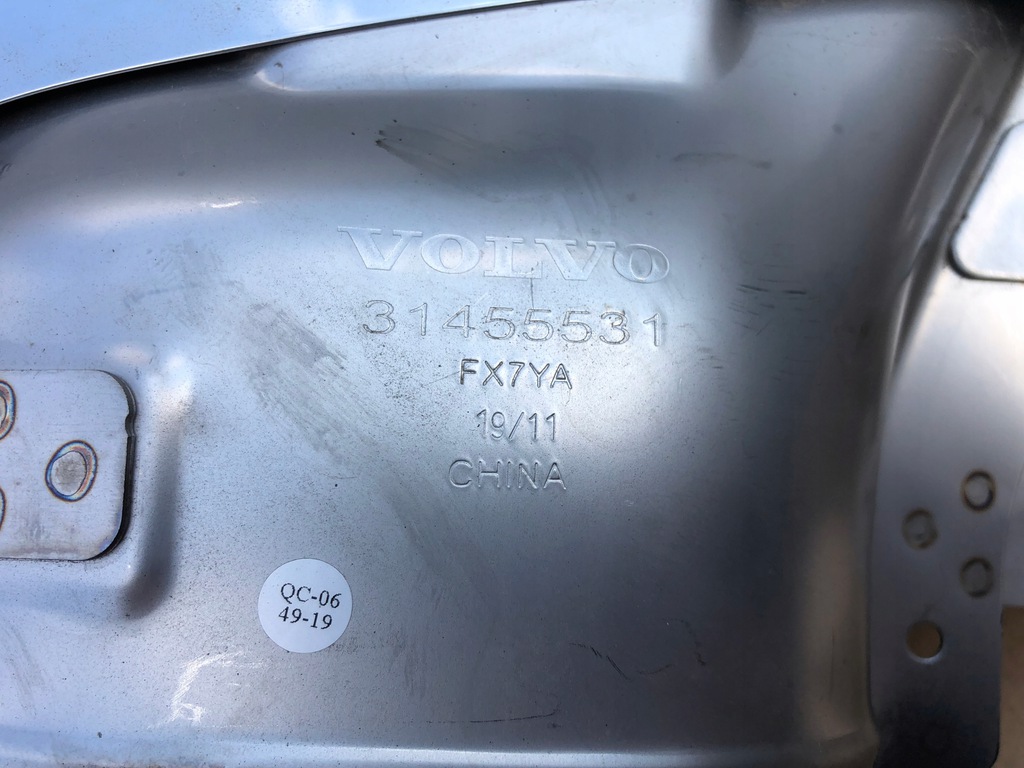 VOLVO
31455531
FX7YA
19/11
CHINA
QC-06
49-19